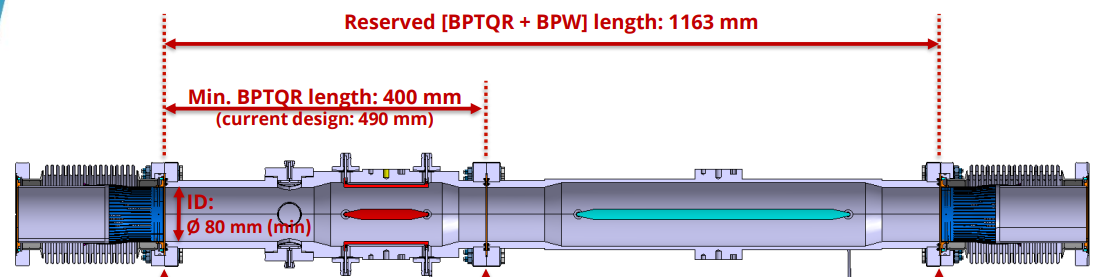 Reserved [BPTQR + BPW] length: 1163 mm
Min. BPTQR length: 400 mm
(current design: 490 mm)
ID:
Ø 80 mm (min)